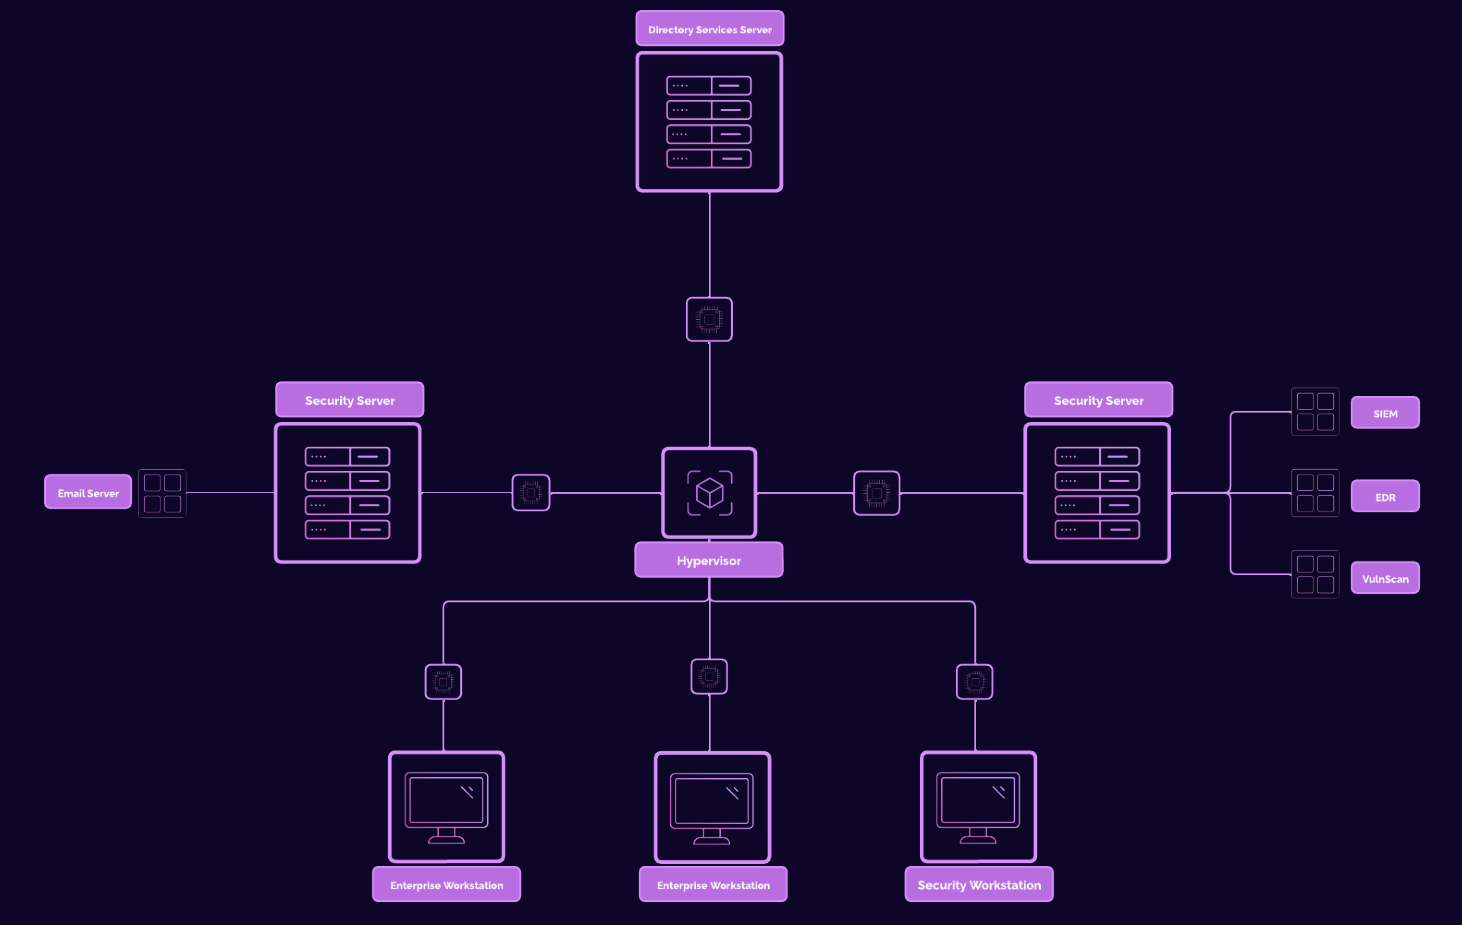 Directory Services Server
Security Server
Security Server
SIEM
Email Server
EDR
Hypervisor
VulnScan
Enterprise Workstation
Enterprise Workstation
Security Workstation